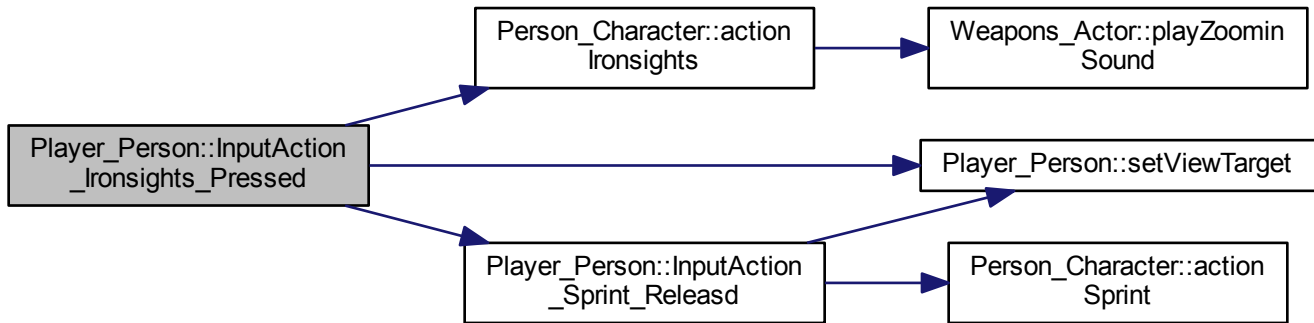 Person_Character::action
Ironsights
Weapons_Actor::playZoomin
Sound
Player_Person::InputAction
_Ironsights_Pressed
Player_Person::setViewTarget
Player_Person::InputAction
_Sprint_Releasd
Person_Character::action
Sprint